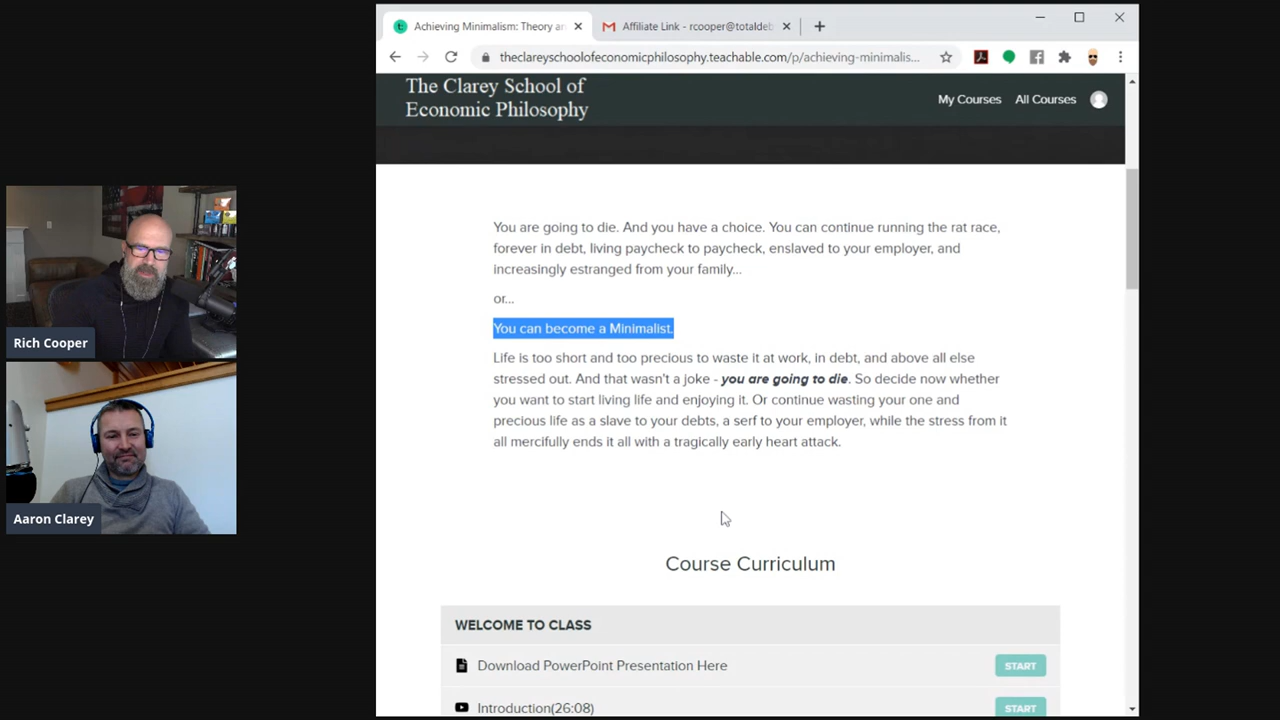 Achieving Minimalism: Theory an
Affiliate Link - rcooper@totaldeb
theclareyschoolofeconomicphilosophy.teachable.com/p/achieving-minimalis...
The Clarey School of
Economic Philosophy
My Courses
All Courses
You are going to die. And you have a choice. You can continue running the rat race,
forever in debt, living paycheck to paycheck, enslaved to your employer, and
increasingly estranged from your family...
or...
You can become a Minimalist.
Life is too short and too precious to waste it at work, in debt, and above all else
stressed out. And that wasn't a joke - you are going to die. So decide now whether
you want to start living life and enjoying it. Or continue wasting your one and
precious life as a slave to your debts, a serf to your employer, while the stress from it
all mercifully ends it all with a tragically early heart attack.
Course Curriculum
WELCOME TO CLASS
Download PowerPoint Presentation Here
START
Introduction(26:08)
START
Rich Cooper
Aaron Clarey